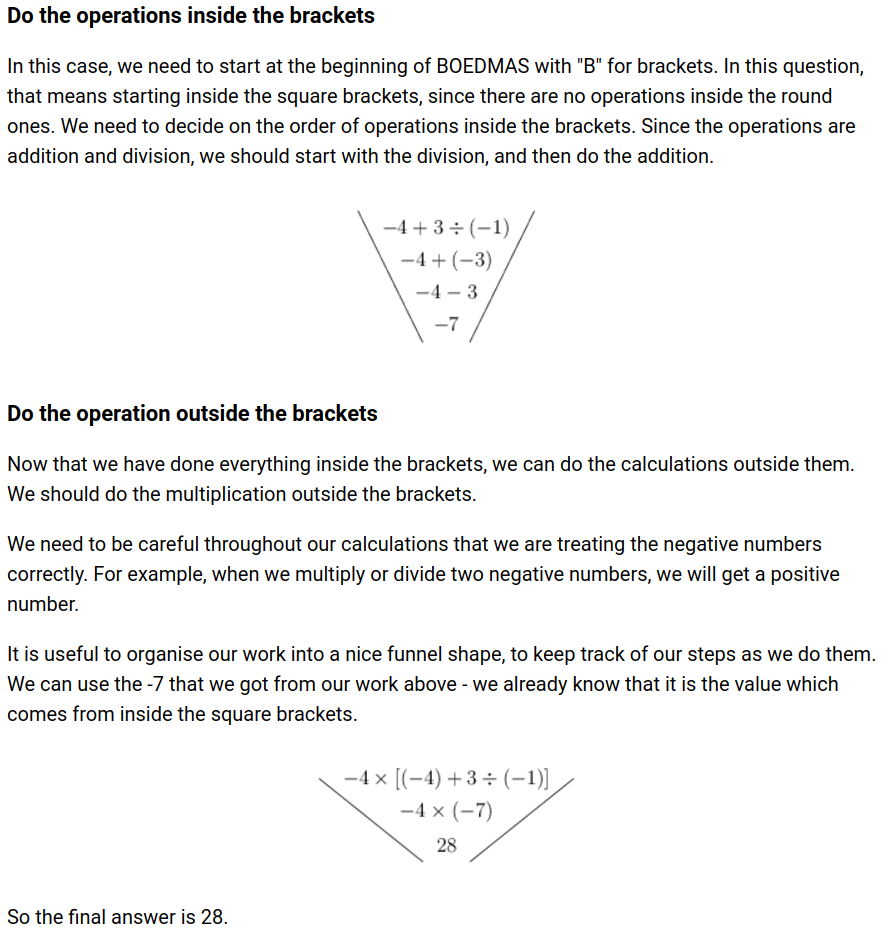 Do the operations inside the brackets
In this case, we need to start at the beginning of BOEDMAS with "B" for brackets. In this question,
that means starting inside the square brackets, since there are no operations inside the round
ones. We need to decide on the order of operations inside the brackets. Since the operations are
addition and division, we should start with the division, and then do the addition.
−4 + 3 ÷ (−1)
−4 + (−3)
−4 − 3
−7
Do the operation outside the brackets
Now that we have done everything inside the brackets, we can do the calculations outside them.
We should do the multiplication outside the brackets.
We need to be careful throughout our calculations that we are treating the negative numbers
correctly. For example, when we multiply or divide two negative numbers, we will get a positive
number.
It is useful to organise our work into a nice funnel shape, to keep track of our steps as we do them.
We can use the -7 that we got from our work above - we already know that it is the value which
comes from inside the square brackets.
−4 × [(−4) + 3 ÷ (−1)]
−4 × (−7)
28
So the final answer is 28.